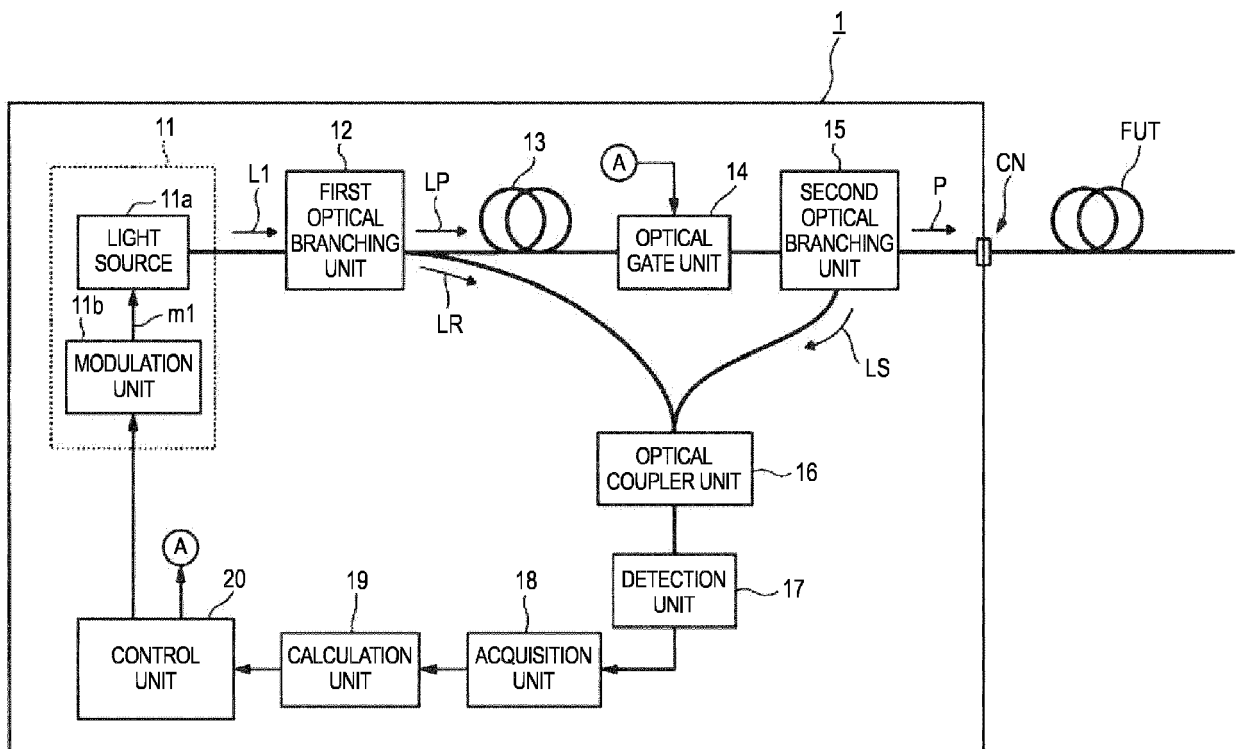 1
11
12
13
A
14
15
CN
FUT
11a
L1
LP
P
LIGHT
SOURCE
FIRST
OPTICAL
BRANCHING
UNIT
OPTICAL
GATE UNIT
SECOND
OPTICAL
BRANCHING
UNIT
11b
m1
LR
LS
MODULATION
UNIT
OPTICAL
COUPLER UNIT
16
A
DETECTION
UNIT
17
20
19
18
CONTROL
UNIT
CALCULATION
UNIT
ACQUISITION
UNIT